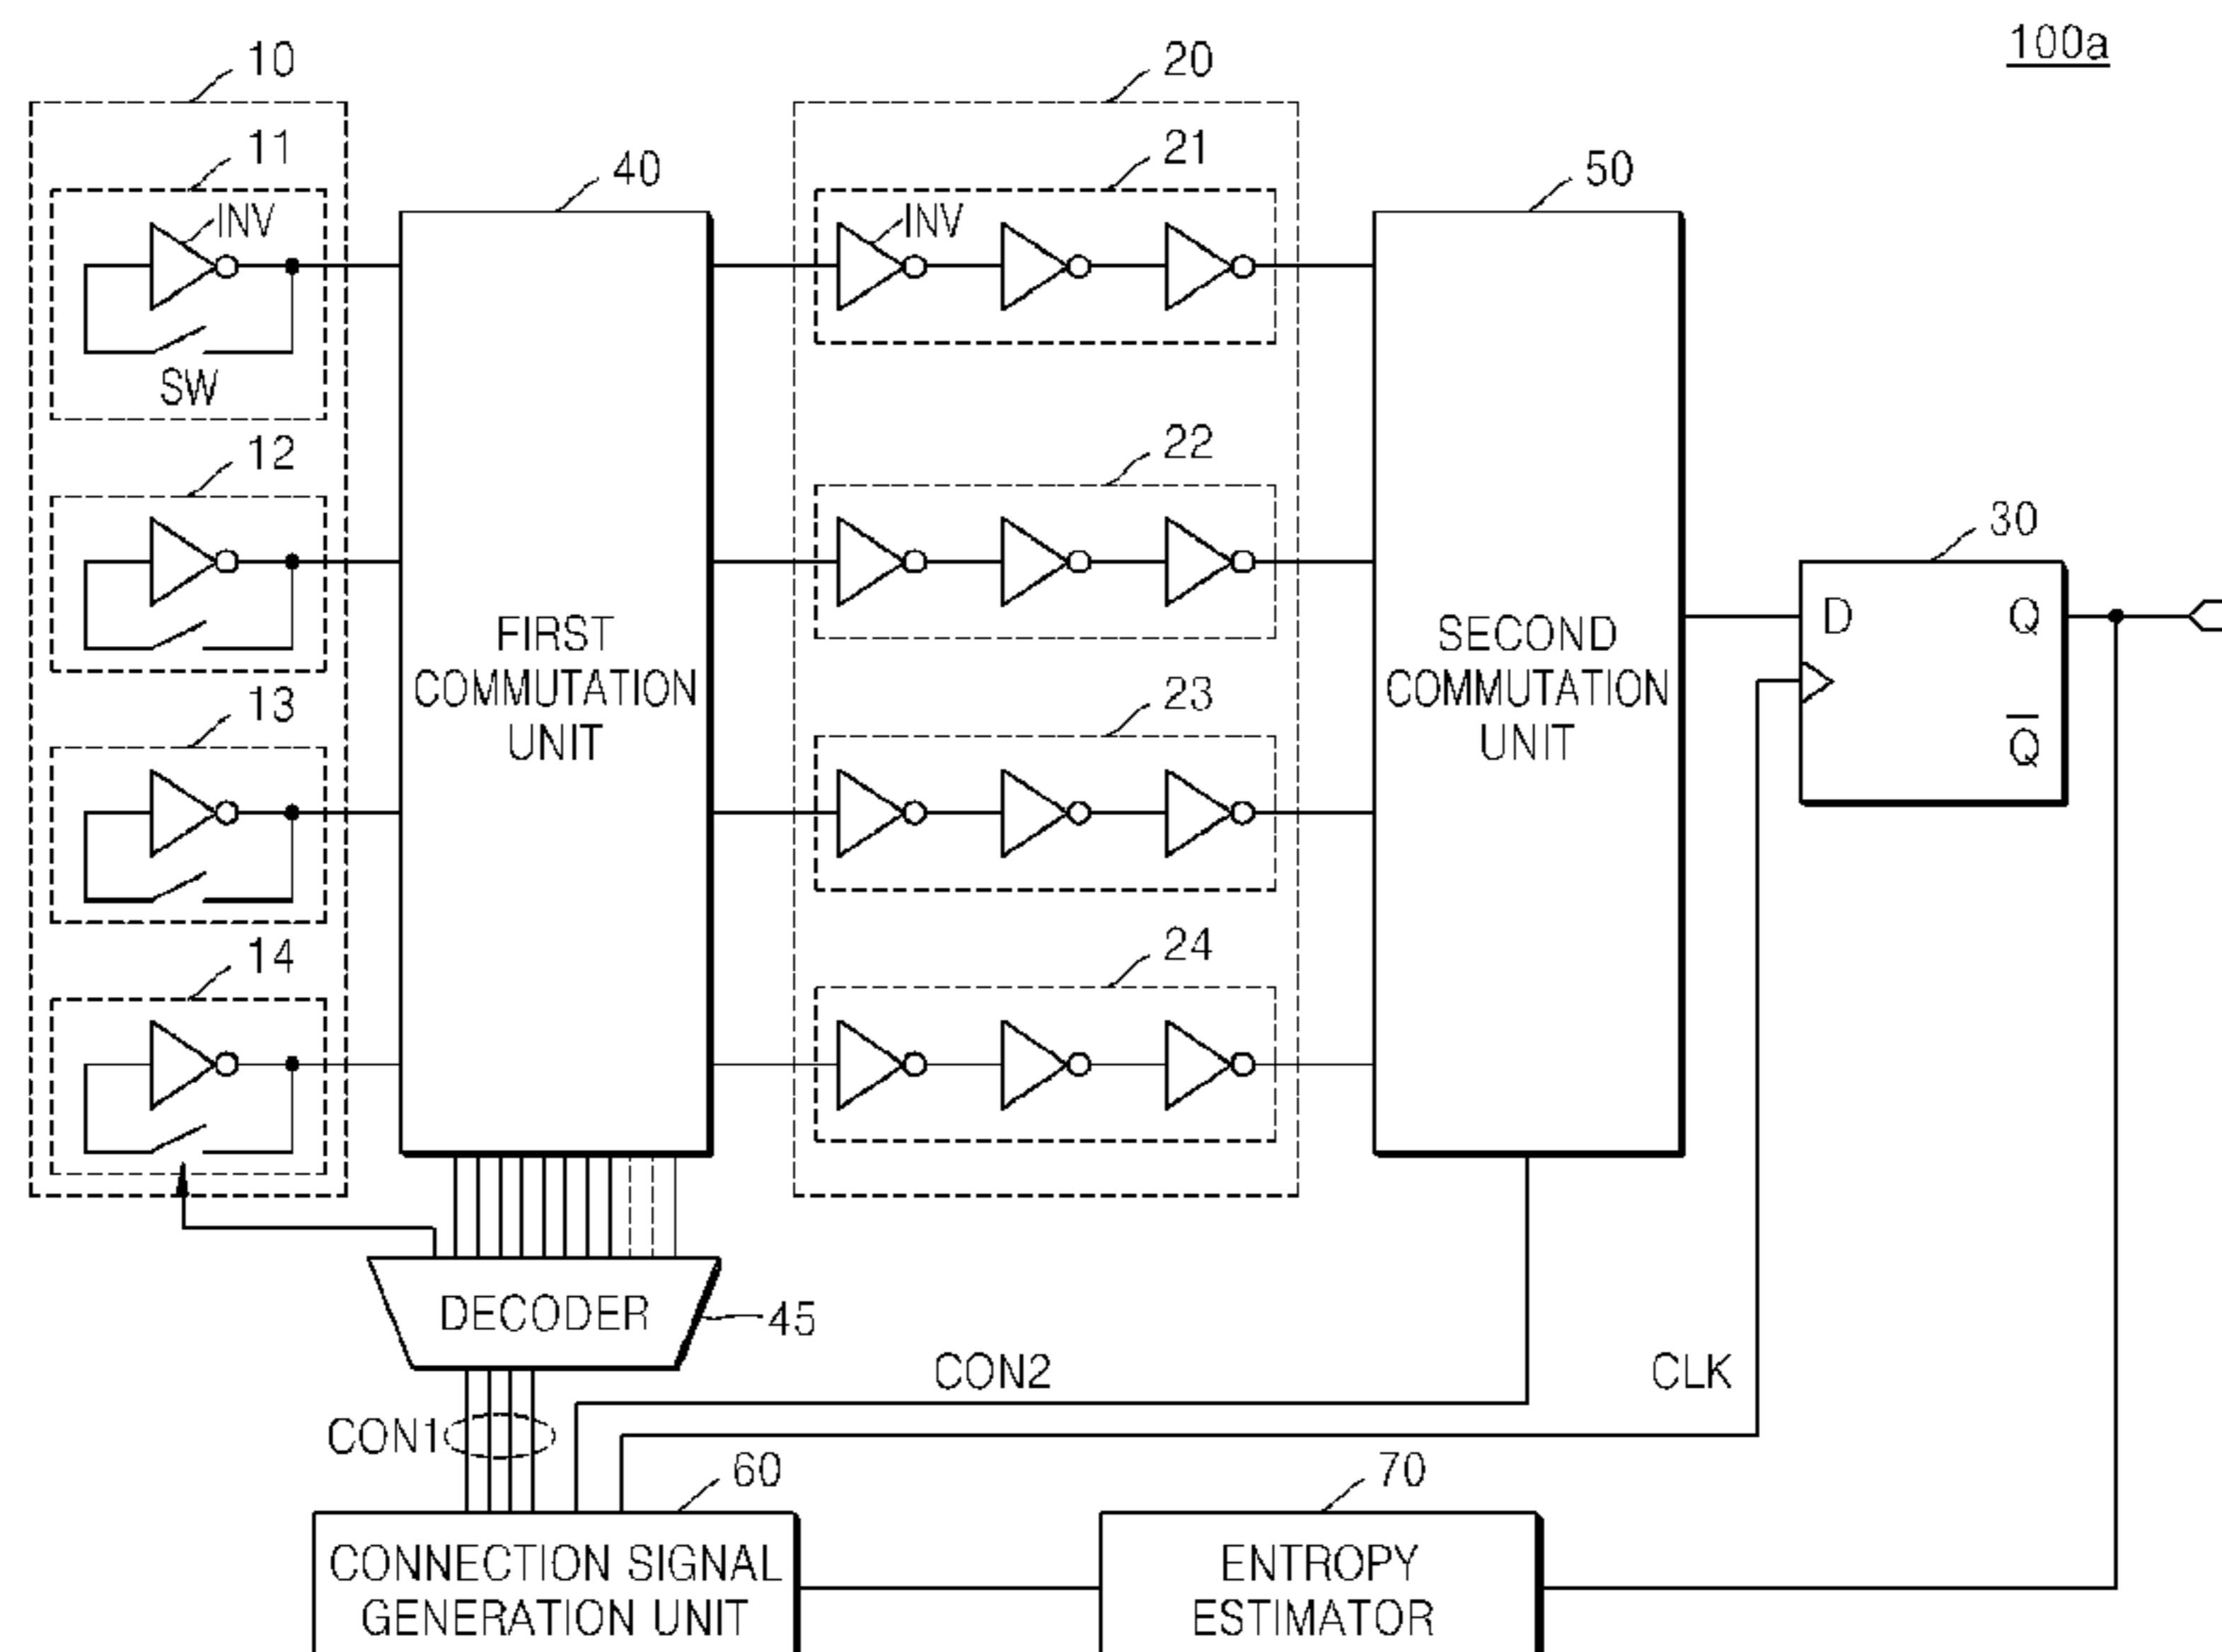 100a
10
20
11
21
40
50
INV
INV
SW
12
22
30
FIRST
COMMUTATION
UNIT
SECOND
COMMUTATION
UNIT
D
Q
Q̅
13
23
14
24
DECODER
45
CON2
CLK
CON1
60
70
CONNECTION SIGNAL
GENERATION UNIT
ENTROPY
ESTIMATOR